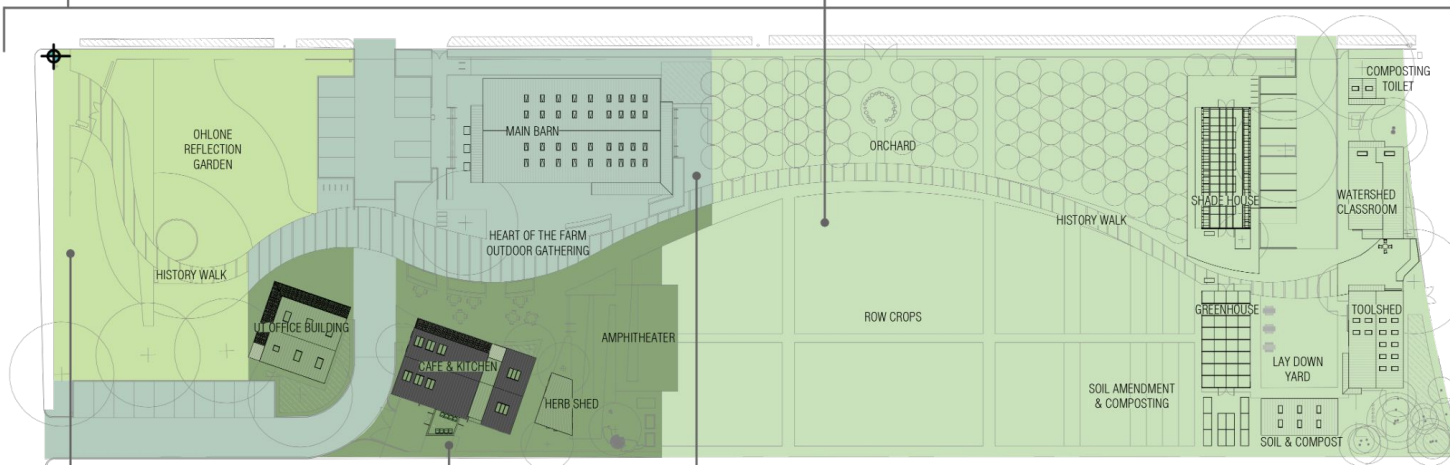 OHLONE
REFLECTION
GARDEN
HISTORY WALK
UT OFFICE BUILDING
MAIN BARN
HEART OF THE FARM
OUTDOOR GATHERING
CAFE & KITCHEN
HERB SHED
AMPHITHEATER
ORCHARD
HISTORY WALK
ROW CROPS
SOIL AMENDMENT
& COMPOSTING
SHADE HOUSE
GREENHOUSE
COMPOSTING
TOILET
WATERSHED
CLASSROOM
TOOLSHED
LAY DOWN
YARD
SOIL & COMPOST